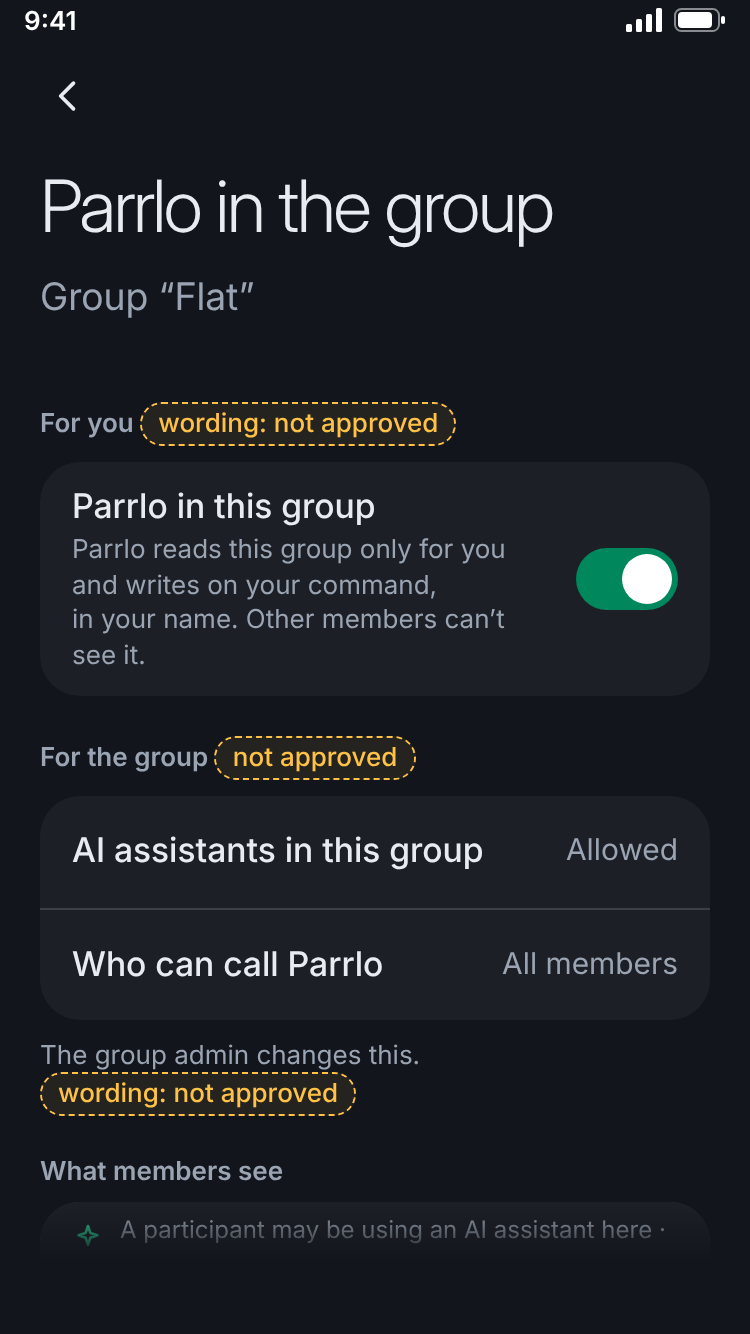 9:41
Parrlo in the group
Group “Flat”
For you wording: not approved
Parrlo in this group
Parrlo reads this group only for you
and writes on your command,
in your name. Other members can’t
see it.
For the group not approved
AI assistants in this group Allowed
Who can call Parrlo All members
The group admin changes this.
wording: not approved
What members see
A participant may be using an AI assistant here ·